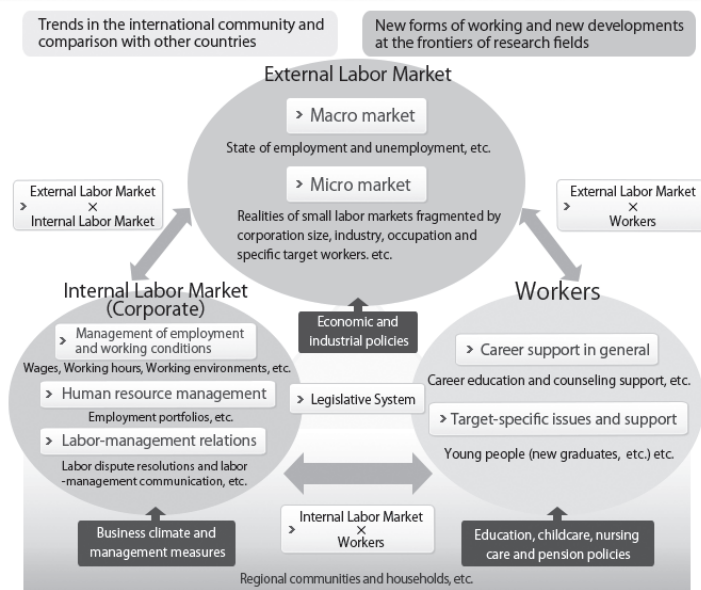 Trends in the international community and
comparison with other countries
New forms of working and new developments
at the frontiers of research fields
External Labor Market
> Macro market
State of employment and unemployment, etc.
> Micro market
Realities of small labor markets fragmented by
corporation size, industry, occupation and
specific target workers. etc.
External Labor Market
> ×
Internal Labor Market
External Labor Market
> ×
Workers
Internal Labor Market
(Corporate)
> Management of employment
and working conditions
Wages, Working hours, Working environments, etc.
> Human resource management
Employment portfolios, etc.
> Labor-management relations
Labor dispute resolutions and labor
-management communication, etc.
Economic and
industrial policies
> Legislative System
Workers
> Career support in general
Career education and counseling support, etc.
> Target-specific issues and support
Young people (new graduates, etc.) etc.
Business climate and
management measures
Internal Labor Market
> ×
Workers
Education, childcare, nursing
care and pension policies
Regional communities and households, etc.